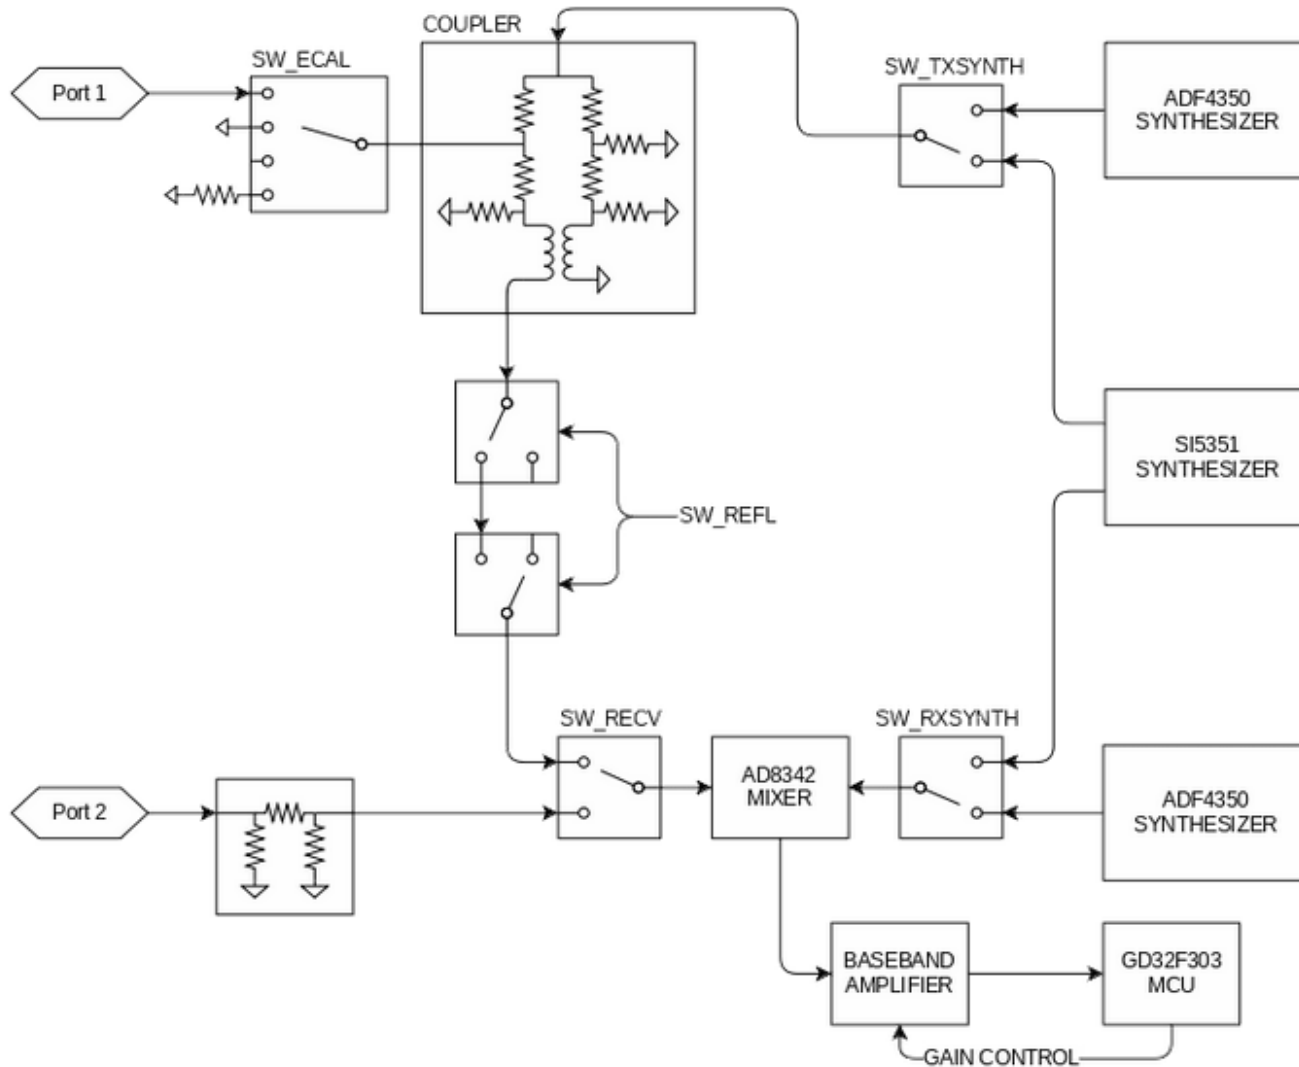 COUPLER
SW_ECAL
Port 1
SW_TXSYNTH
ADF4350
SYNTHESIZER
SI5351
SYNTHESIZER
SW_REFL
SW_RECV
SW_RXSYNTH
Port 2
AD8342
MIXER
ADF4350
SYNTHESIZER
BASEBAND
AMPLIFIER
GD32F303
MCU
GAIN CONTROL